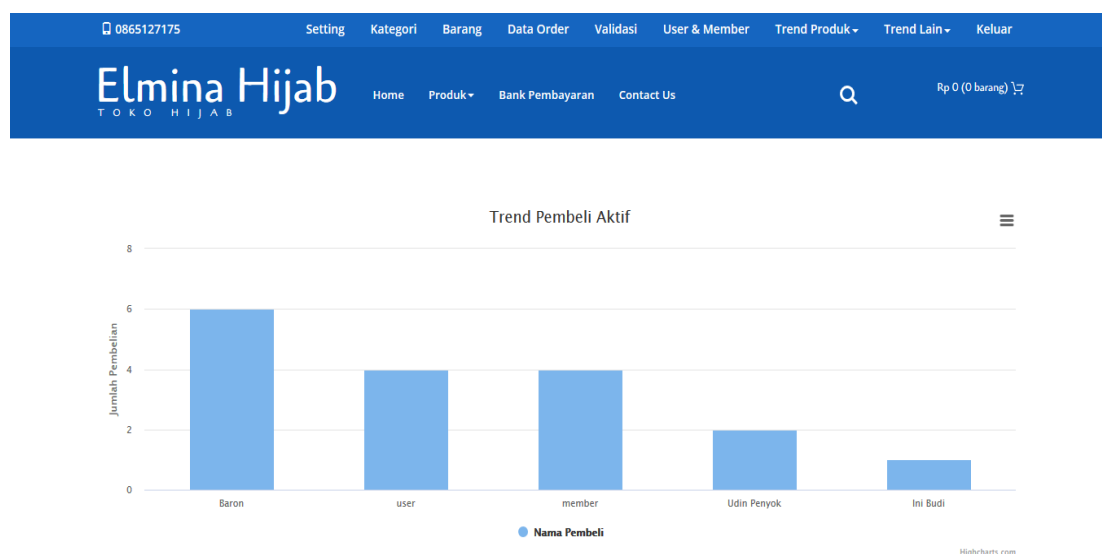 0865127175 Setting Kategori Barang Data Order Validasi User & Member Trend Produk Trend Lain Keluar
Elmina Hijab
TOKO HIJAB
Home Produk Bank Pembayaran Contact Us
Rp 0 (0 barang)
Trend Pembeli Aktif
8
6
4
2
0
Jumlah Pembelian
Baron user member Udin Penyok Ini Budi
Nama Pembeli
Highcharts.com